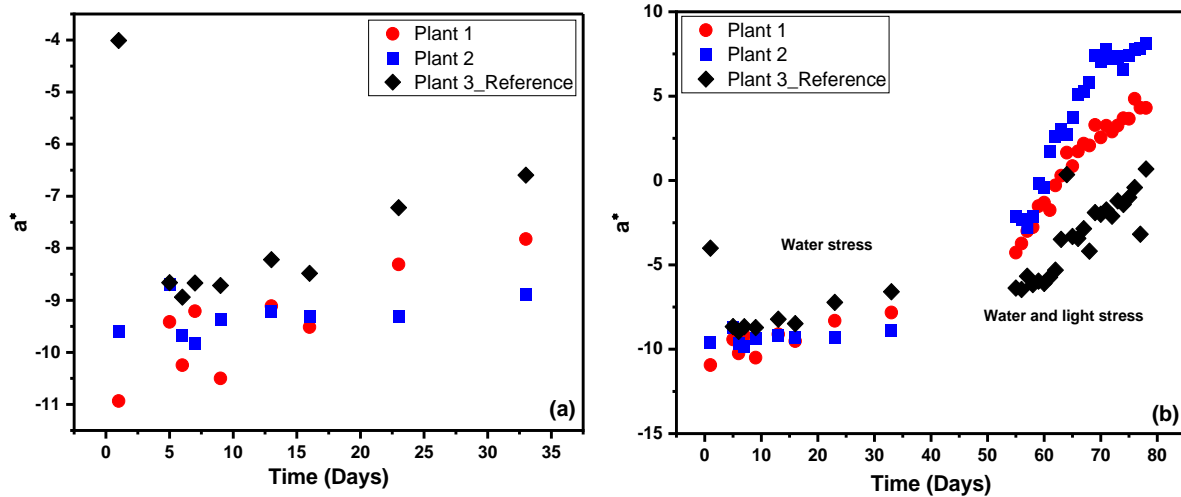 -4
-5
-6
-7
-8
-9
-10
-11
a*
Plant 1
Plant 2
Plant 3_Reference
(a)
0 5 10 15 20 25 30 35
Time (Days)
10
5
0
-5
-10
-15
a*
Plant 1
Plant 2
Plant 3_Reference
Water stress
Water and light stress
(b)
0 10 20 30 40 50 60 70 80
Time (Days)